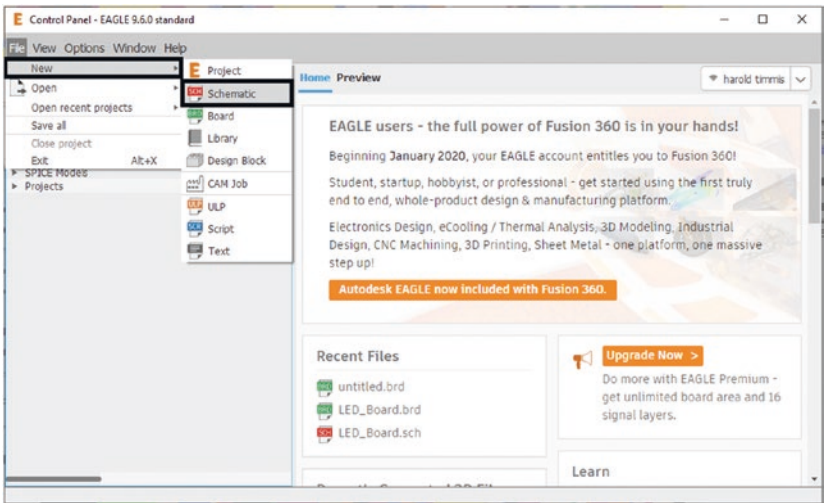 Control Panel - EAGLE 9.6.0 standard
File View Options Window Help
New
Open
Open recent projects
Save all
Close project
Exit Alt+X
SPICE Models
Projects
Project
Schematic
Board
Library
Design Block
CAM Job
ULP
Script
Text
Home Preview
harold timmis
EAGLE users - the full power of Fusion 360 is in your hands!
Beginning January 2020, your EAGLE account entitles you to Fusion 360!
Student, startup, hobbyist, or professional - get started using the first truly
end to end, whole-product design & manufacturing platform.
Electronics Design, eCooling / Thermal Analysis, 3D Modeling, Industrial
Design, CNC Machining, 3D Printing, Sheet Metal - one platform, one massive
step up!
Autodesk EAGLE now included with Fusion 360.
Recent Files
untitled.brd
LED_Board.brd
LED_Board.sch
Upgrade Now >
Do more with EAGLE Premium -
get unlimited board area and 16
signal layers.
Learn